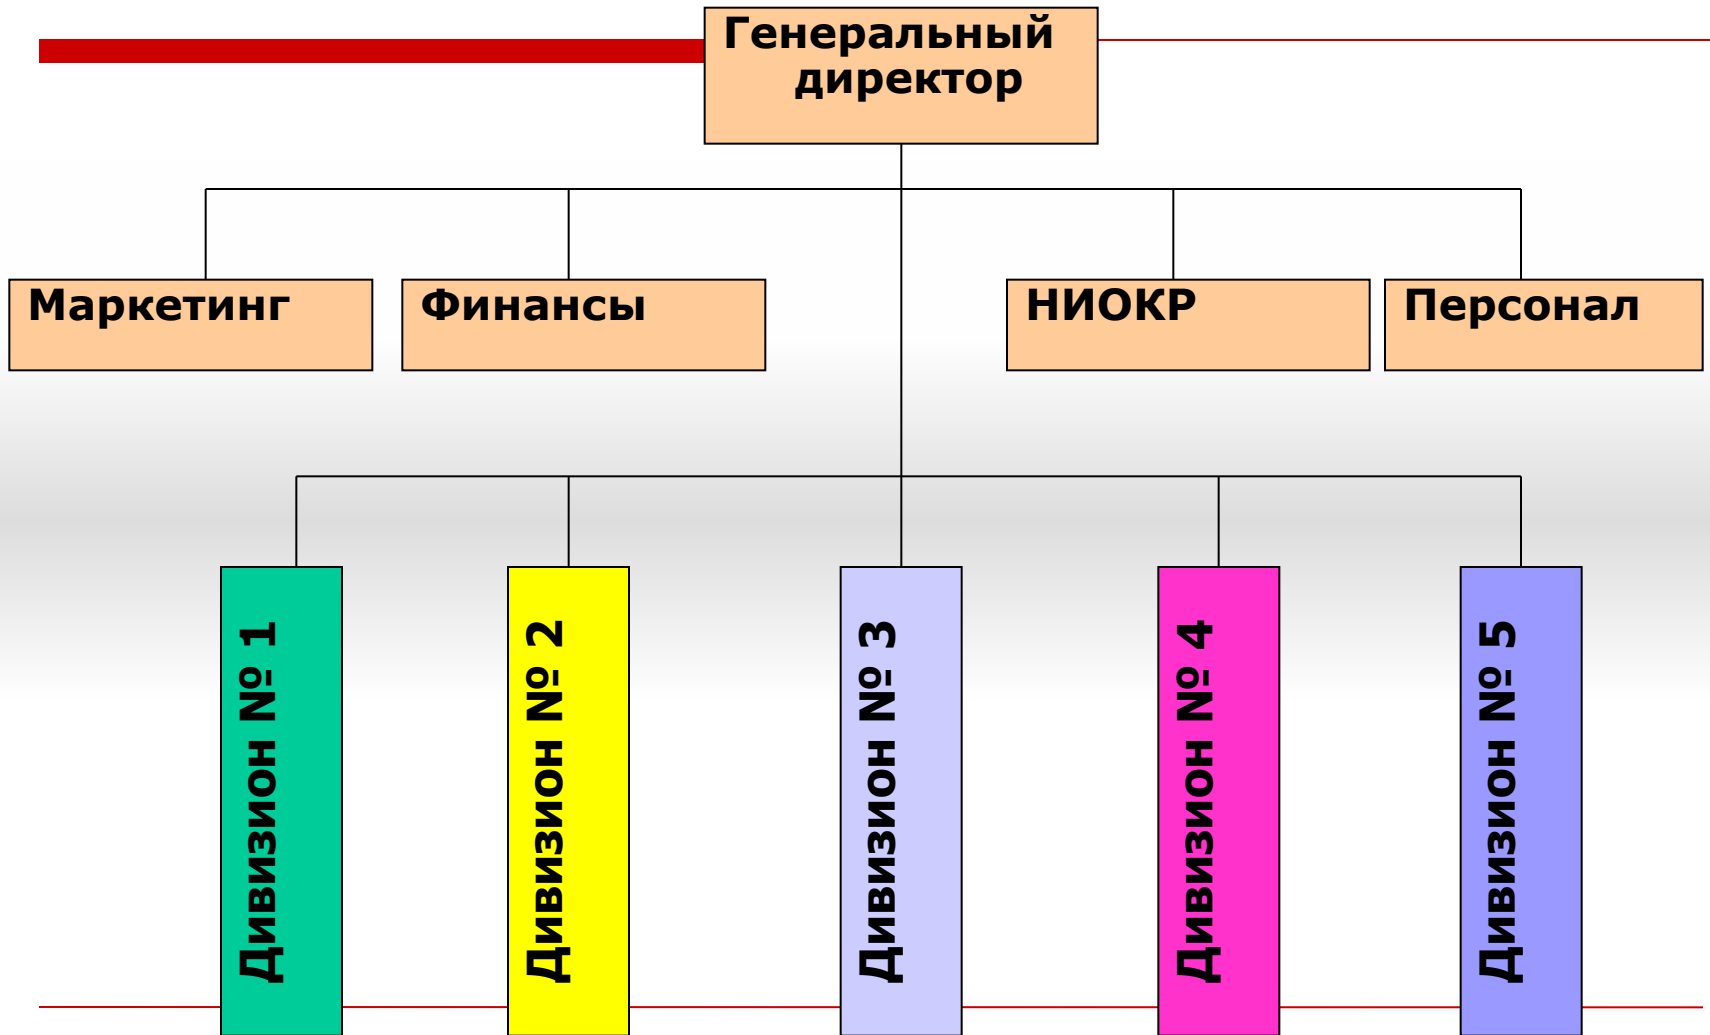 Генеральный
директор
Маркетинг
Финансы
НИОКР
Персонал
Дивизион № 1
Дивизион № 2
Дивизион № 3
Дивизион № 4
Дивизион № 5